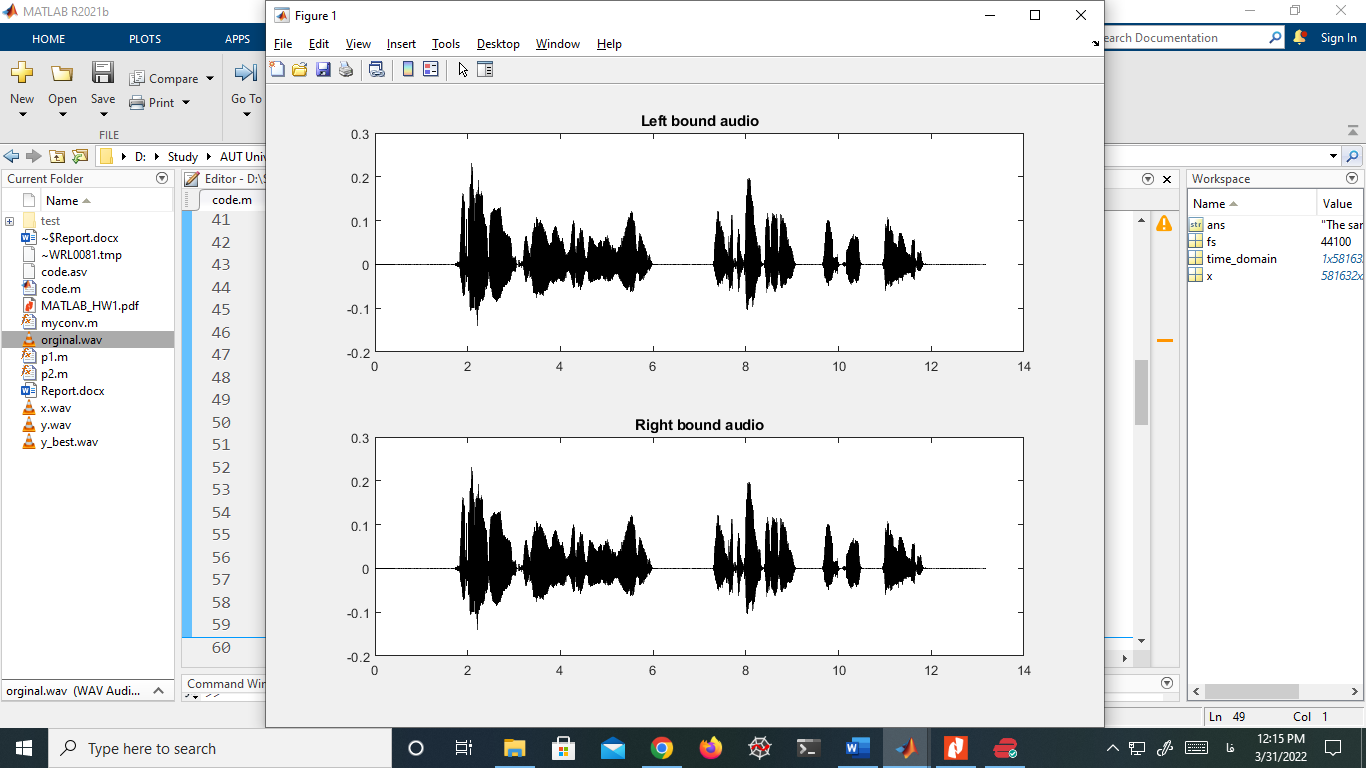 MATLAB R2021b
HOME PLOTS APPS
earch Documentation
Sign In
New Open Save Compare Print Go To
FILE
D: Study AUT Univ
Current Folder
Name
test
~$Report.docx
~WRL0081.tmp
code.asv
code.m
MATLAB_HW1.pdf
myconv.m
orginal.wav
p1.m
p2.m
Report.docx
x.wav
y.wav
y_best.wav
orginal.wav (WAV Audi...
Editor - D:\S
code.m
41
42
43
44
45
46
47
48
49
50
51
52
53
54
55
56
57
58
59
60
Command Win
>>
Figure 1
File Edit View Insert Tools Desktop Window Help
Left bound audio
0.3
0.2
0.1
0
-0.1
-0.2
0 2 4 6 8 10 12 14
Right bound audio
0.3
0.2
0.1
0
-0.1
-0.2
0 2 4 6 8 10 12 14
Workspace
Name Value
str ans "The sar
fs 44100
time_domain 1x58163
x 581632x
Ln 49 Col 1
Type here to search
فا
12:15 PM
3/31/2022